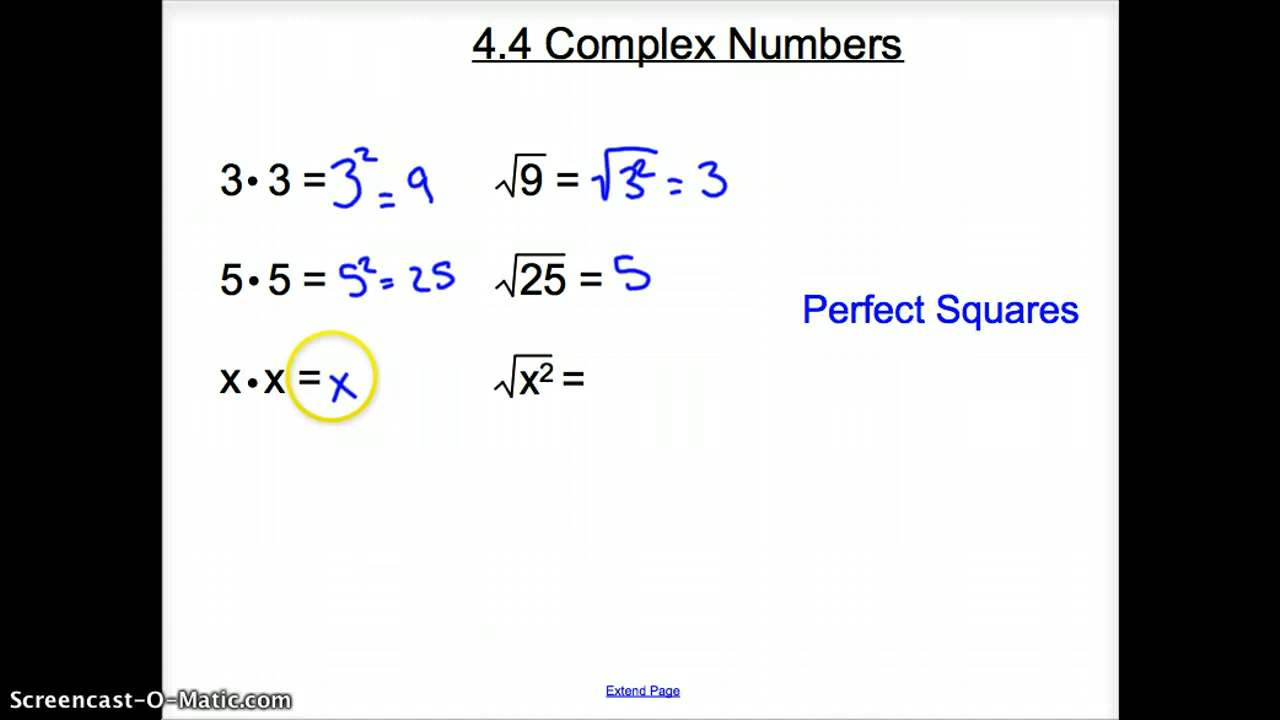 4.4 Complex Numbers
3 • 3 = 3² = 9
√9 = √3² = 3
5 • 5 = 5² = 25
√25 = 5
Perfect Squares
x • x = x
√x² =
Extend Page
Screencast-O-Matic.com